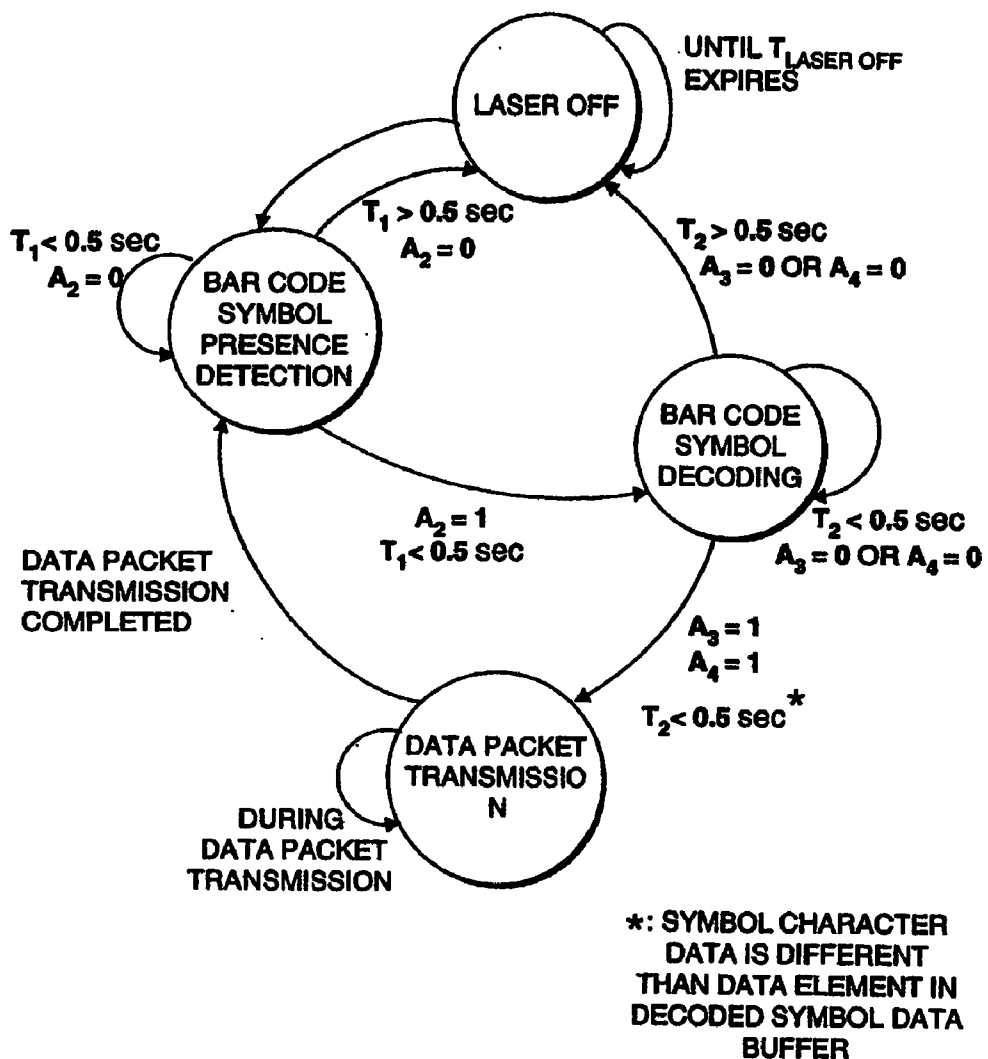 UNTIL T LASER OFF
EXPIRES
LASER OFF
T1 > 0.5 sec
A2 = 0
T2 > 0.5 sec
A3 = 0 OR A4 = 0
T1 < 0.5 sec
A2 = 0
BAR CODE
SYMBOL
PRESENCE
DETECTION
BAR CODE
SYMBOL
DECODING
A2 = 1
T1 < 0.5 sec
T2 < 0.5 sec
A3 = 0 OR A4 = 0
DATA PACKET
TRANSMISSION
COMPLETED
A3 = 1
A4 = 1
T2 < 0.5 sec*
DATA PACKET
TRANSMISSIO
N
DURING
DATA PACKET
TRANSMISSION
*: SYMBOL CHARACTER
DATA IS DIFFERENT
THAN DATA ELEMENT IN
DECODED SYMBOL DATA
BUFFER